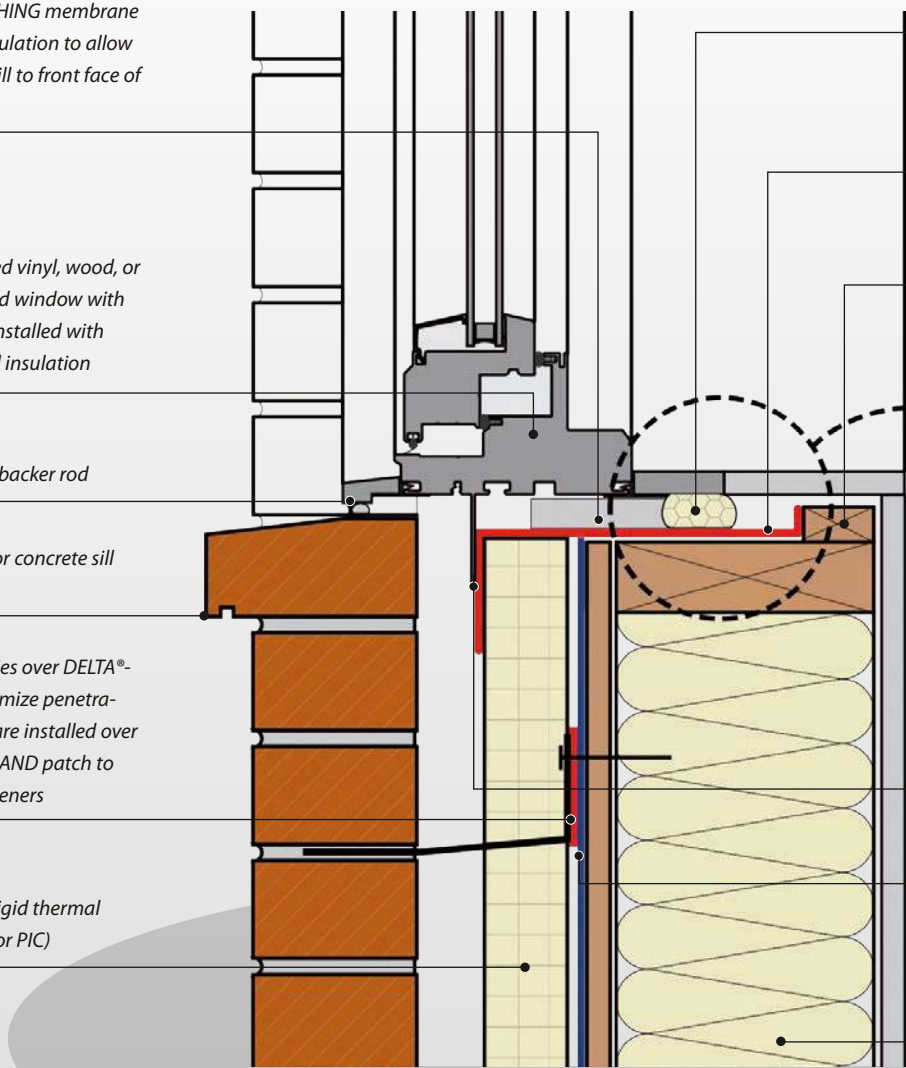 HING membrane
ulation to allow
ill to front face of
ed vinyl, wood, or
d window with
nstalled with
l insulation
backer rod
or concrete sill
ies over DELTA®-
mize penetra-
are installed over
AND patch to
eners
igid thermal
or PIC)